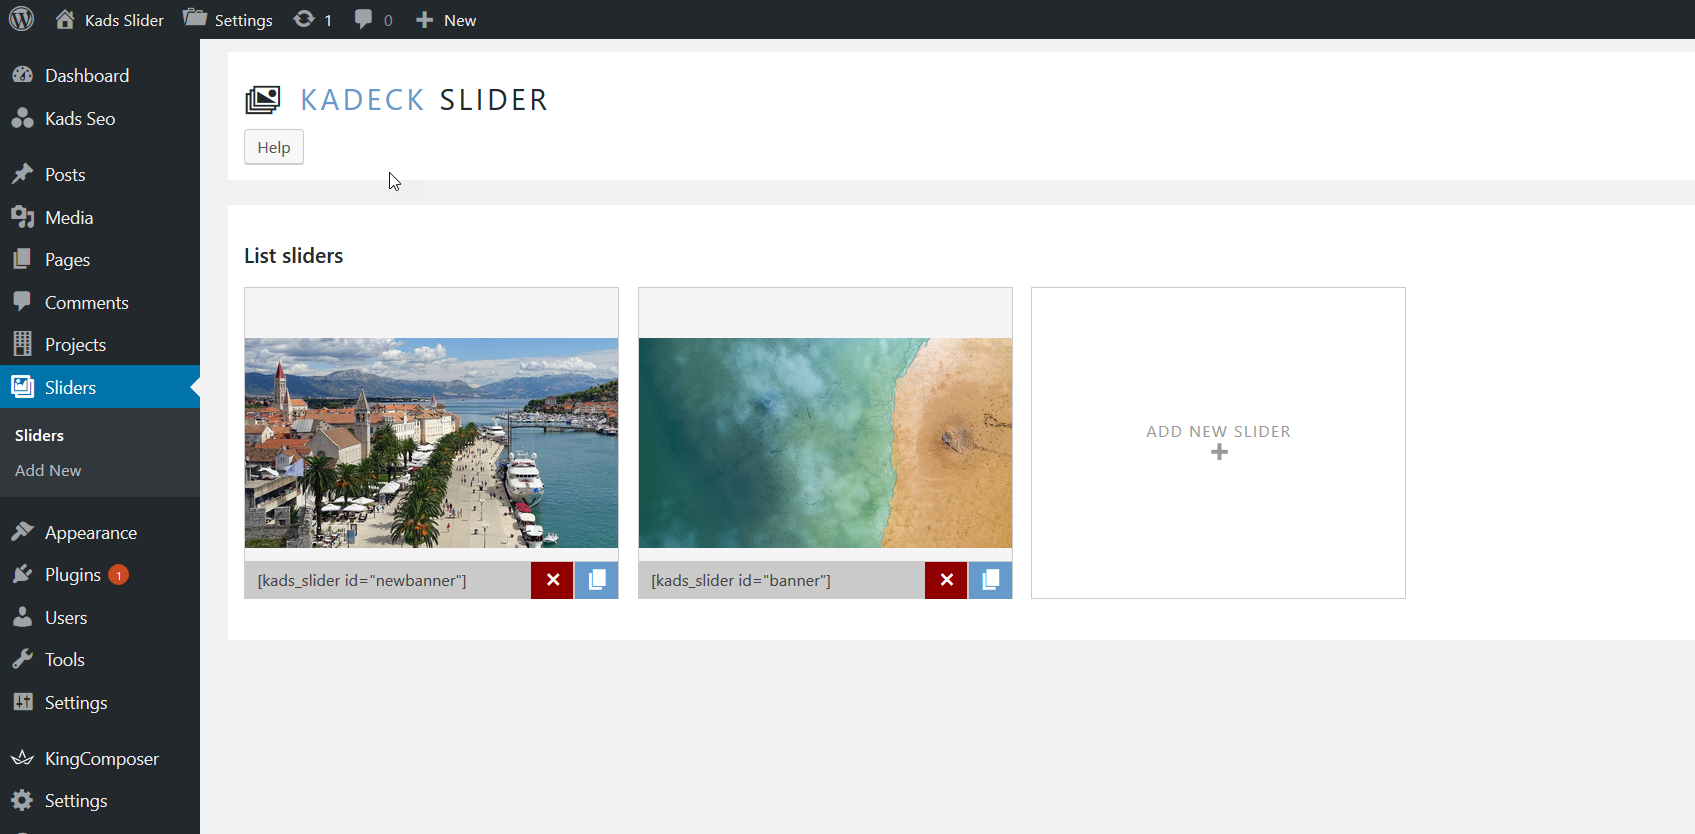 Kads Slider Settings 1 0 New
Dashboard
Kads Seo
Posts
Media
Pages
Comments
Projects
Sliders
Sliders
Add New
Appearance
Plugins 1
Users
Tools
Settings
KingComposer
Settings
KADECK SLIDER
Help
List sliders
[kads_slider id="newbanner"]
[kads_slider id="banner"]
ADD NEW SLIDER